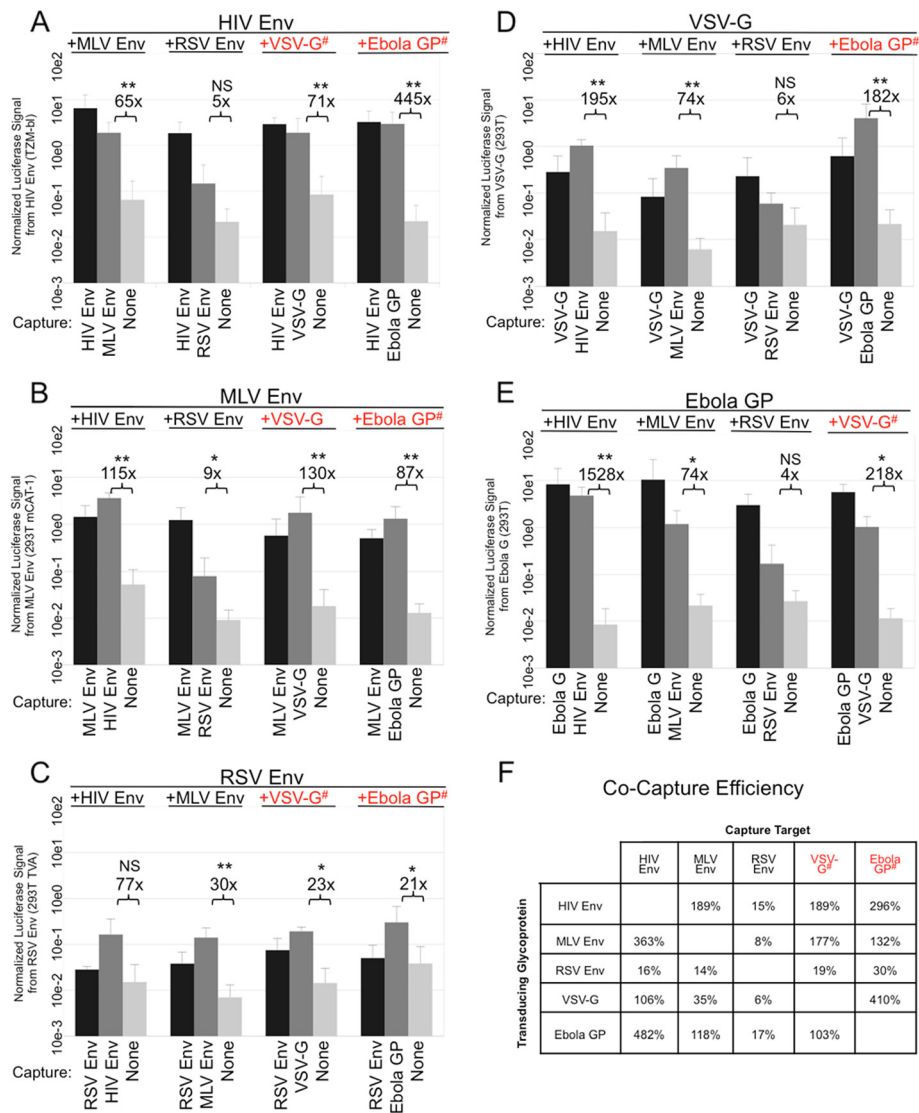 A
HIV Env
+MLV Env +RSV Env +VSV-G# +Ebola GP#
Normalized Luciferase Signal
from HIV Env (TZM-bl)
10e2
10e1
10e0
10e-1
10e-2
10e-3
** NS ** **
65x 5x 71x 445x
Capture: HIV Env MLV Env None HIV Env RSV Env None HIV Env VSV-G None HIV Env Ebola GP None
B
MLV Env
+HIV Env +RSV Env +VSV-G +Ebola GP#
Normalized Luciferase Signal
from MLV Env (293T mCAT-1)
10e2
10e1
10e0
10e-1
10e-2
10e-3
** * ** **
115x 9x 130x 87x
Capture: MLV Env HIV Env None MLV Env RSV Env None MLV Env VSV-G None MLV Env Ebola GP None
C
RSV Env
+HIV Env +MLV Env +VSV-G# +Ebola GP#
Normalized Luciferase Signal
from RSV Env (293T TVA)
10e2
10e1
10e0
10e-1
10e-2
10e-3
NS ** * *
77x 30x 23x 21x
Capture: RSV Env HIV Env None RSV Env MLV Env None RSV Env VSV-G None RSV Env Ebola GP None
D
VSV-G
+HIV Env +MLV Env +RSV Env +Ebola GP#
Normalized Luciferase Signal
from VSV-G (293T)
10e2
10e1
10e0
10e-1
10e-2
10e-3
** ** NS **
195x 74x 6x 182x
Capture: VSV-G HIV Env None VSV-G MLV Env None VSV-G RSV Env None VSV-G Ebola GP None
E
Ebola GP
+HIV Env +MLV Env +RSV Env +VSV-G#
Normalized Luciferase Signal
from Ebola G (293T)
10e2
10e1
10e0
10e-1
10e-2
10e-3
** * NS *
1528x 74x 4x 218x
Capture: Ebola G HIV Env None Ebola G MLV Env None Ebola G RSV Env None Ebola GP VSV-G None
F
Co-Capture Efficiency
Capture Target
HIV Env MLV Env RSV Env VSV-G# Ebola GP#
Transducing Glycoprotein
HIV Env 189% 15% 189% 296%
MLV Env 363% 8% 177% 132%
RSV Env 16% 14% 19% 30%
VSV-G 106% 35% 6% 410%
Ebola GP 482% 118% 17% 103%